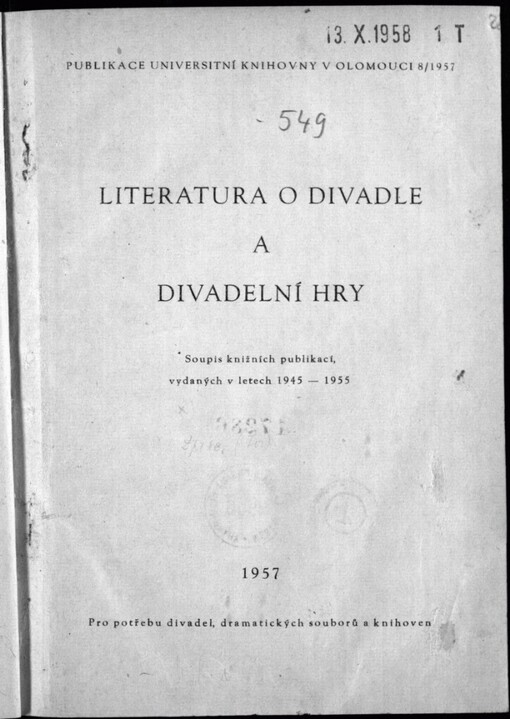 13. X.1958 1 T
PUBLIKACE UNIVERSITNÍ KNIHOVNY V OLOMOUCI 8/1957
549
LITERATURA O DIVADLE
A
DIVADELNÍ HRY
Soupis knižních publikací,
vydaných v letech 1945 — 1955
1957
Pro potřebu divadel, dramatických souborů a knihoven